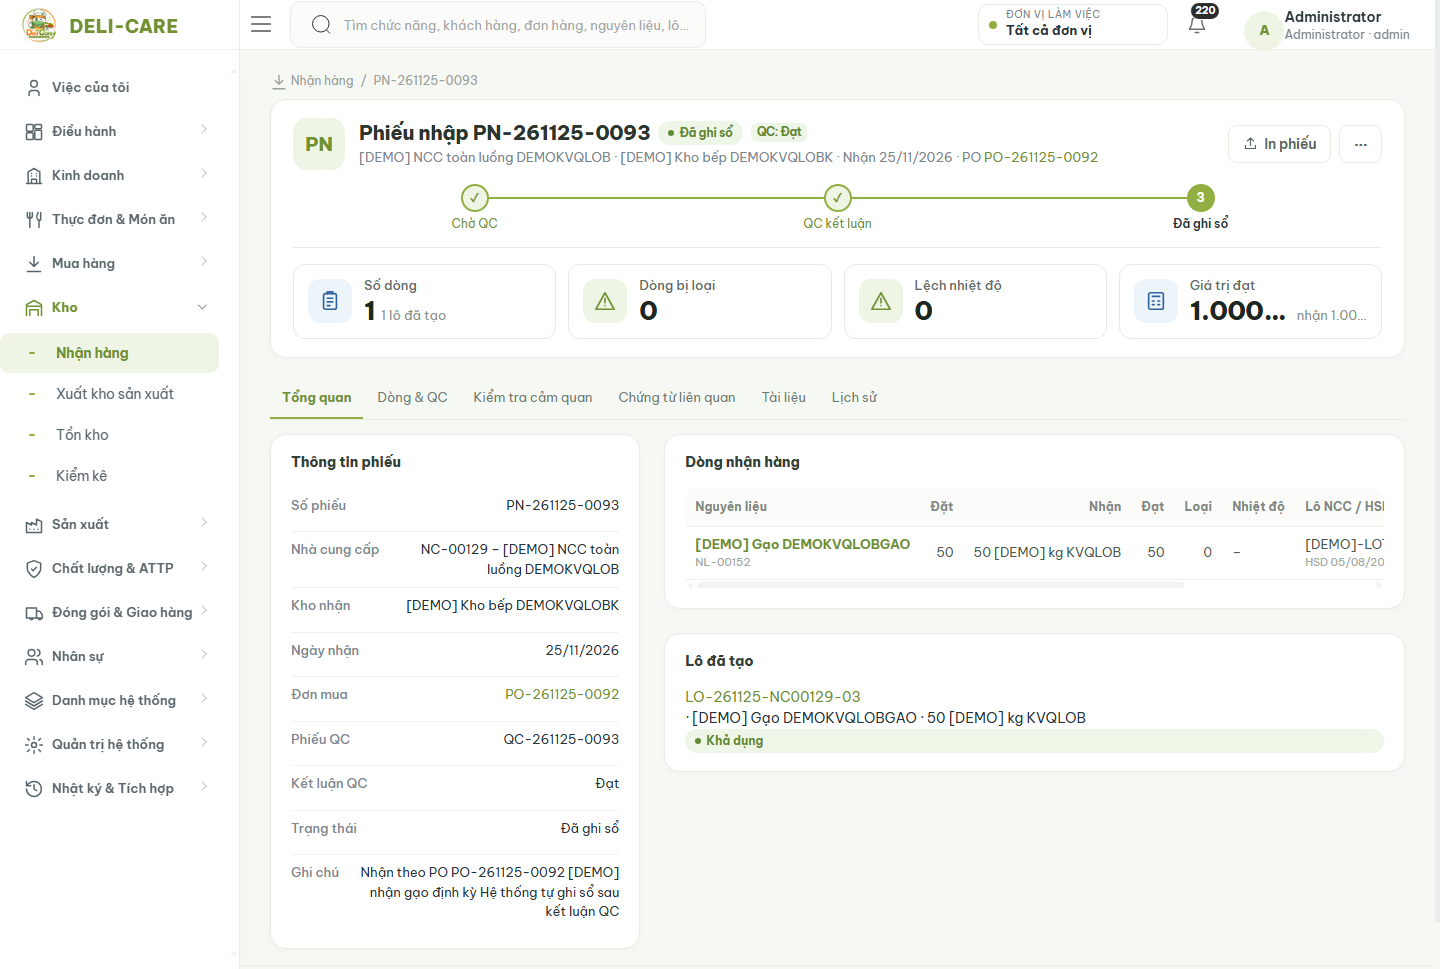 DELI-CARE
Tìm chức năng, khách hàng, đơn hàng, nguyên liệu, lô...
ĐƠN VỊ LÀM VIỆC
Tất cả đơn vị
220
A
Administrator
Administrator · admin
Việc của tôi
Điều hành
Kinh doanh
Thực đơn & Món ăn
Mua hàng
Kho
Nhận hàng
Xuất kho sản xuất
Tồn kho
Kiểm kê
Sản xuất
Chất lượng & ATTP
Đóng gói & Giao hàng
Nhân sự
Danh mục hệ thống
Quản trị hệ thống
Nhật ký & Tích hợp
Nhận hàng / PN-261125-0093
PN
Phiếu nhập PN-261125-0093
Đã ghi sổ
QC: Đạt
[DEMO] NCC toàn luồng DEMOKVQLOB · [DEMO] Kho bếp DEMOKVQLOBK · Nhận 25/11/2026 · PO PO-261125-0092
In phiếu
...
Chờ QC
QC kết luận
3
Đã ghi sổ
Số dòng
1 1 lô đã tạo
Dòng bị loại
0
Lệch nhiệt độ
0
Giá trị đạt
1.000... nhận 1.00...
Tổng quan
Dòng & QC
Kiểm tra cảm quan
Chứng từ liên quan
Tài liệu
Lịch sử
Thông tin phiếu
Số phiếu PN-261125-0093
Nhà cung cấp NC-00129 – [DEMO] NCC toàn
luồng DEMOKVQLOB
Kho nhận [DEMO] Kho bếp DEMOKVQLOBK
Ngày nhận 25/11/2026
Đơn mua PO-261125-0092
Phiếu QC QC-261125-0093
Kết luận QC Đạt
Trạng thái Đã ghi sổ
Ghi chú Nhận theo PO PO-261125-0092 [DEMO]
nhận gạo định kỳ Hệ thống tự ghi sổ sau
kết luận QC
Dòng nhận hàng
Nguyên liệu Đặt Nhận Đạt Loại Nhiệt độ Lô NCC / HSI
[DEMO] Gạo DEMOKVQLOBGAO 50 50 [DEMO] kg KVQLOB 50 0 – [DEMO]-LOT
NL-00152 HSD 05/08/20
Lô đã tạo
LO-261125-NC00129-03
· [DEMO] Gạo DEMOKVQLOBGAO · 50 [DEMO] kg KVQLOB
Khả dụng